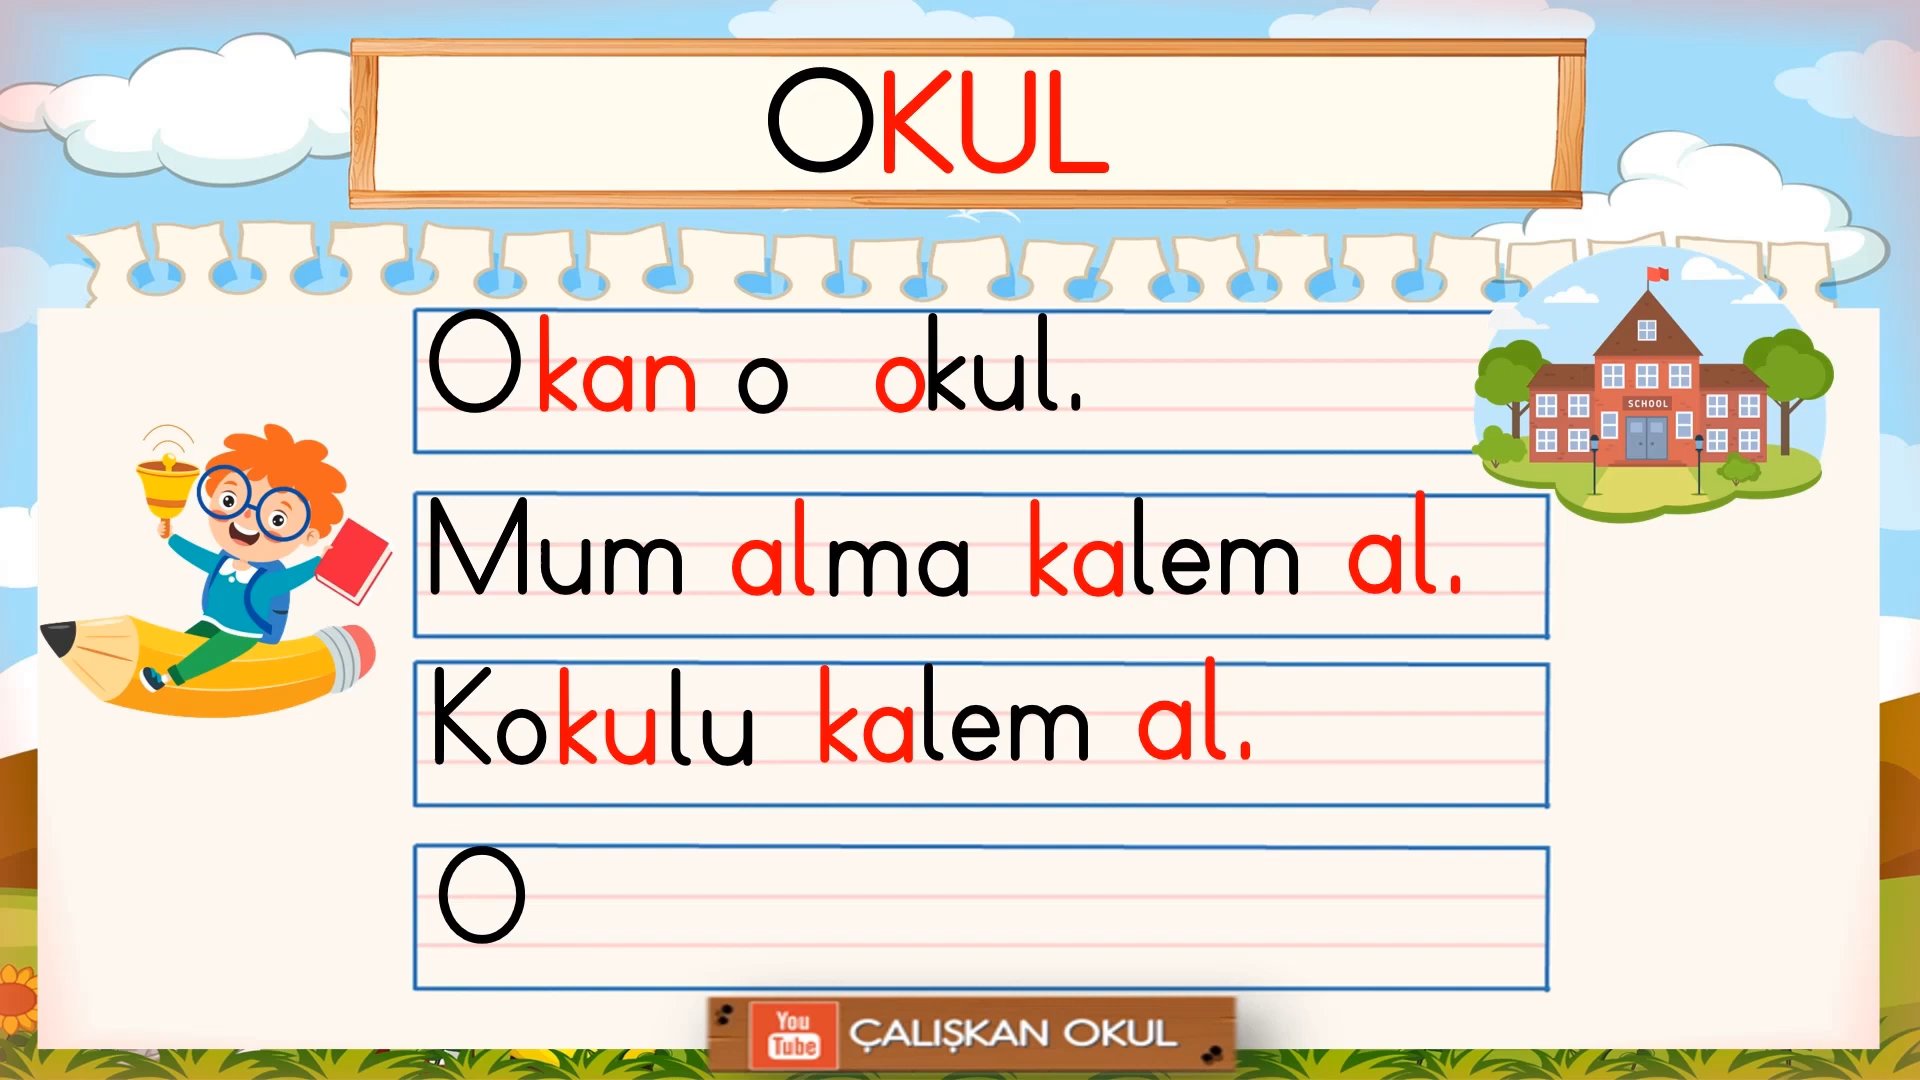 OKUL
Okan o okul.
SCHOOL
Mum alma kalem al.
Kokulu kalem al.
O
You Tube ÇALIŞKAN OKUL